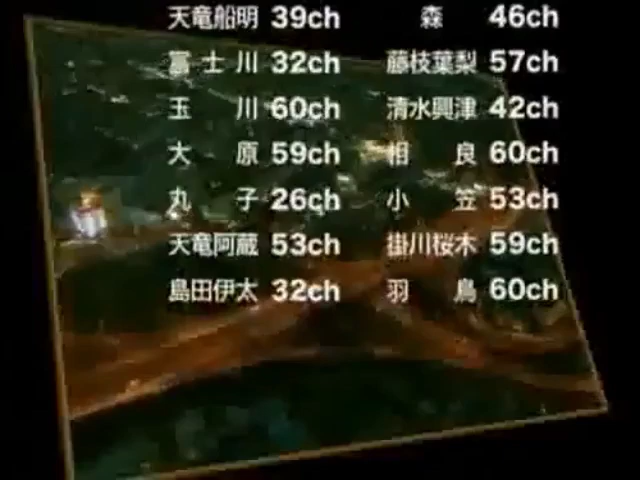 天竜船明 39ch 森 46ch
冨士川 32ch 藤枝葉梨 57ch
玉川 60ch 清水興津 42ch
大原 59ch 相良 60ch
丸子 26ch 小笠 53ch
天竜阿蔵 53ch 掛川桜木 59ch
島田伊太 32ch 羽鳥 60ch